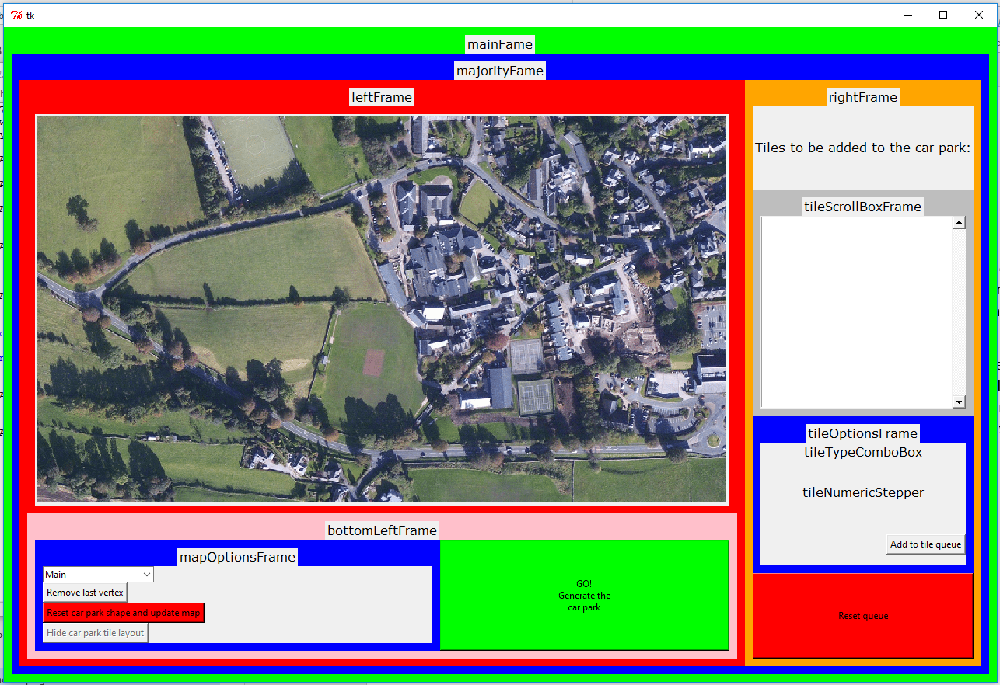 tk
mainFame
majorityFame
leftFrame
rightFrame
Tiles to be added to the car park:
tileScrollBoxFrame
tileOptionsFrame
tileTypeComboBox
tileNumericStepper
Add to tile queue
Reset queue
bottomLeftFrame
mapOptionsFrame
Main
Remove last vertex
Reset car park shape and update map
Hide car park tile layout
GO!
Generate the
car park